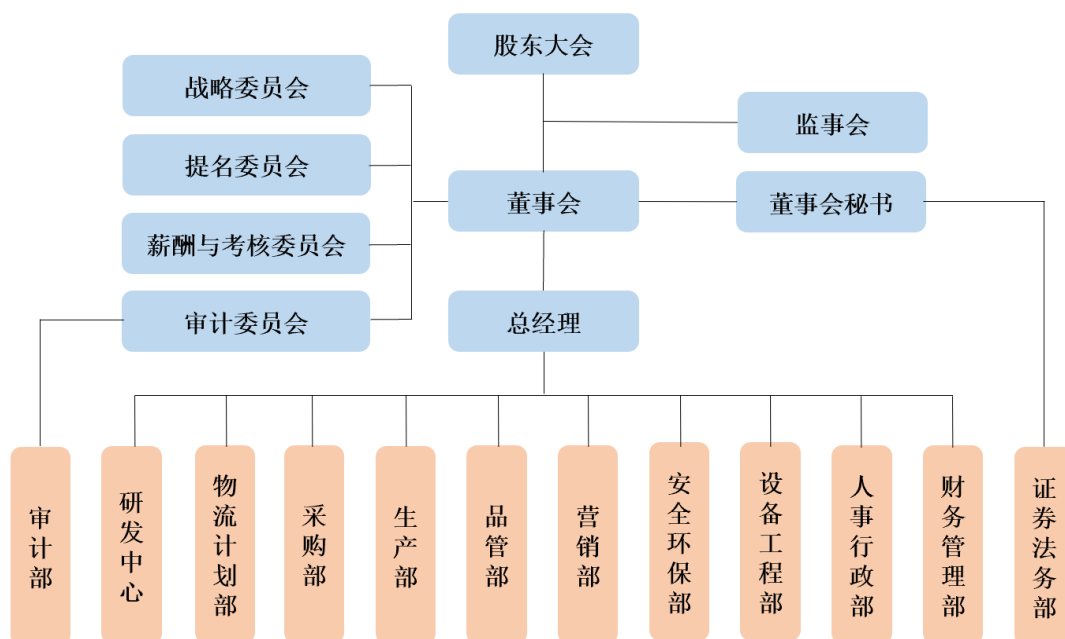 股东大会
战略委员会
监事会
提名委员会
董事会
董事会秘书
薪酬与考核委员会
审计委员会
总经理
审计部
研发中心
物流计划部
采购部
生产部
品管部
营销部
安全环保部
设备工程部
人事行政部
财务管理部
证券法务部